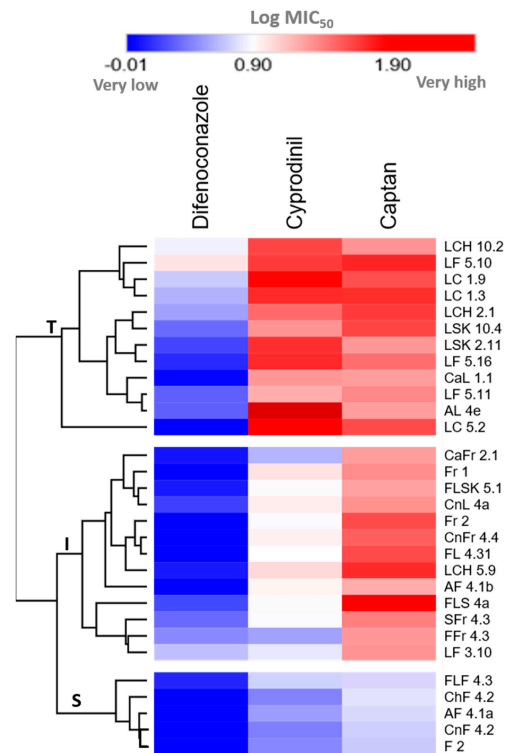 Log MIC50
-0.01 0.90 1.90
Very low Very high
Difenoconazole
Cyprodinil
Captan
LCH 10.2
LF 5.10
LC 1.9
LC 1.3
LCH 2.1
T
LSK 10.4
LSK 2.11
LF 5.16
CaL 1.1
LF 5.11
AL 4e
LC 5.2
CaFr 2.1
Fr 1
FLSK 5.1
CnL 4a
Fr 2
I
CnFr 4.4
FL 4.31
LCH 5.9
AF 4.1b
FLS 4a
SFr 4.3
FFr 4.3
LF 3.10
FLF 4.3
S
ChF 4.2
AF 4.1a
CnF 4.2
F 2